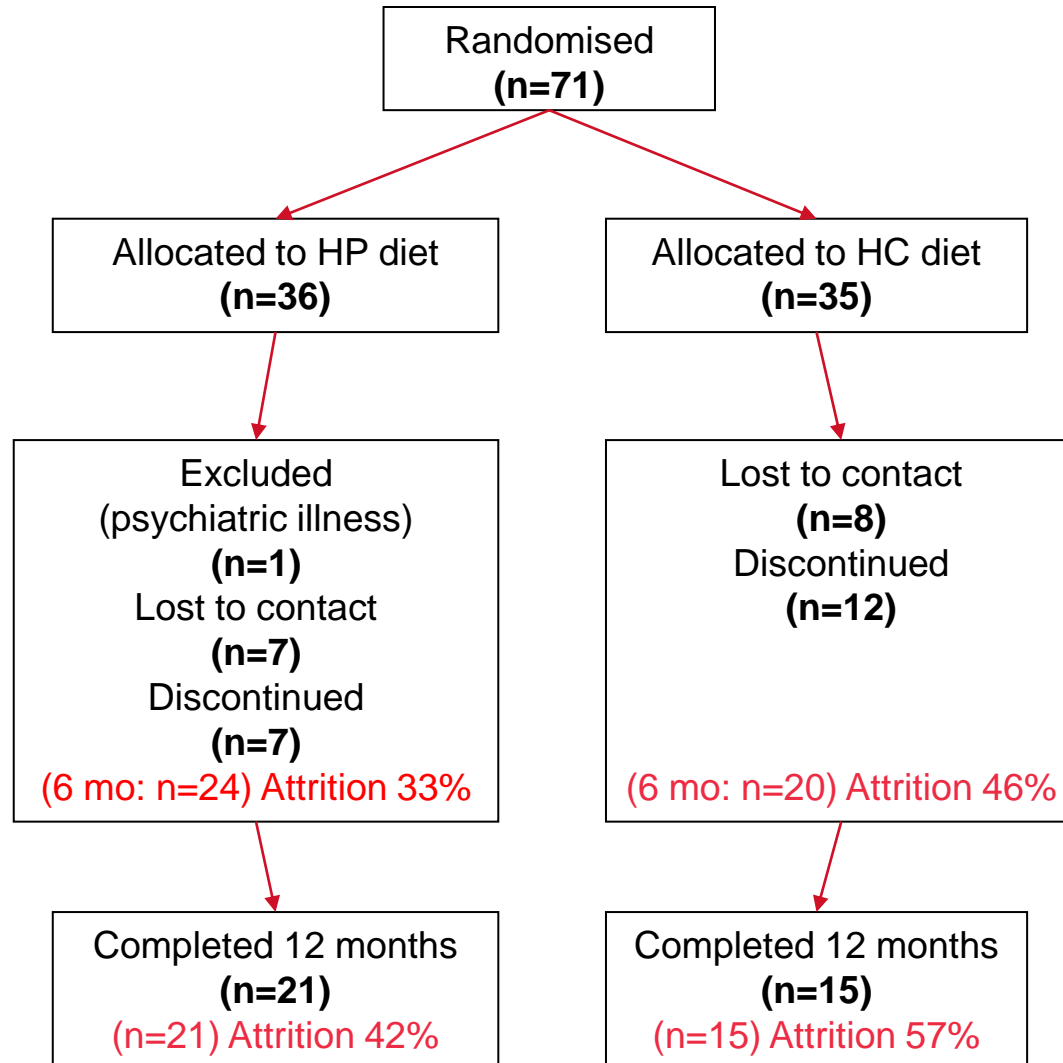 Randomised
(n=71)
Allocated to HP diet
(n=36)
Allocated to HC diet
(n=35)
Excluded
(psychiatric illness)
(n=1)
Lost to contact
(n=7)
Discontinued
(n=7)
(6 mo: n=24) Attrition 33%
Lost to contact
(n=8)
Discontinued
(n=12)
(6 mo: n=20) Attrition 46%
Completed 12 months
(n=21)
(n=21) Attrition 42%
Completed 12 months
(n=15)
(n=15) Attrition 57%